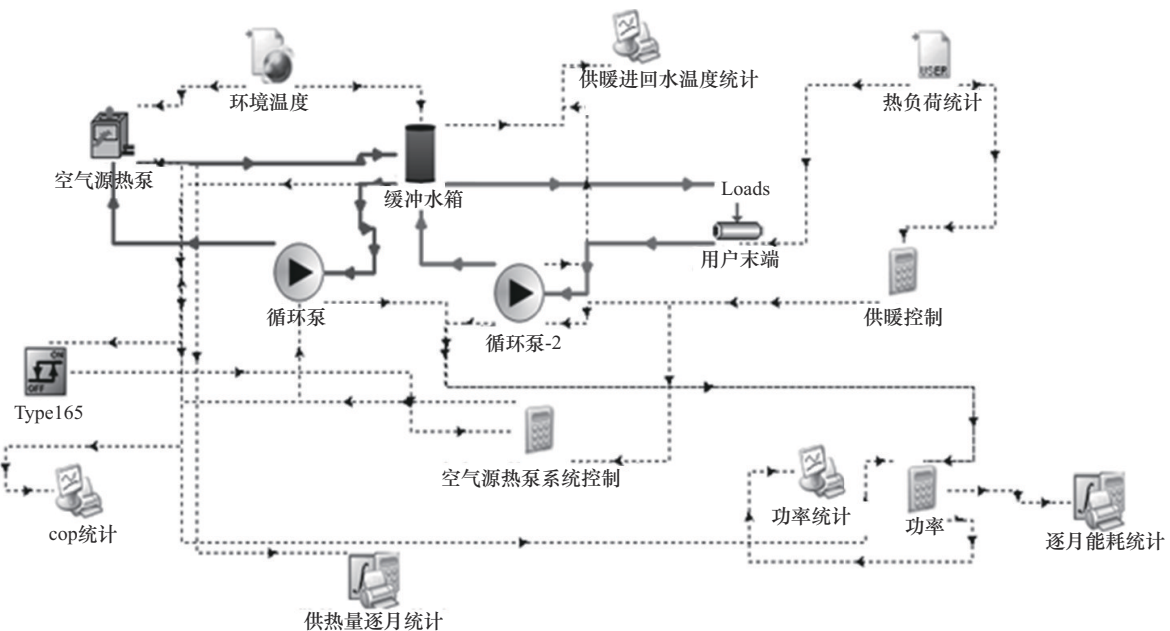 供暖进回水温度统计
环境温度
USER
热负荷统计
空气源热泵
缓冲水箱
Loads
用户末端
循环泵
供暖控制
循环泵-2
ON
OFF
Type165
空气源热泵系统控制
cop统计
功率统计
功率
逐月能耗统计
供热量逐月统计